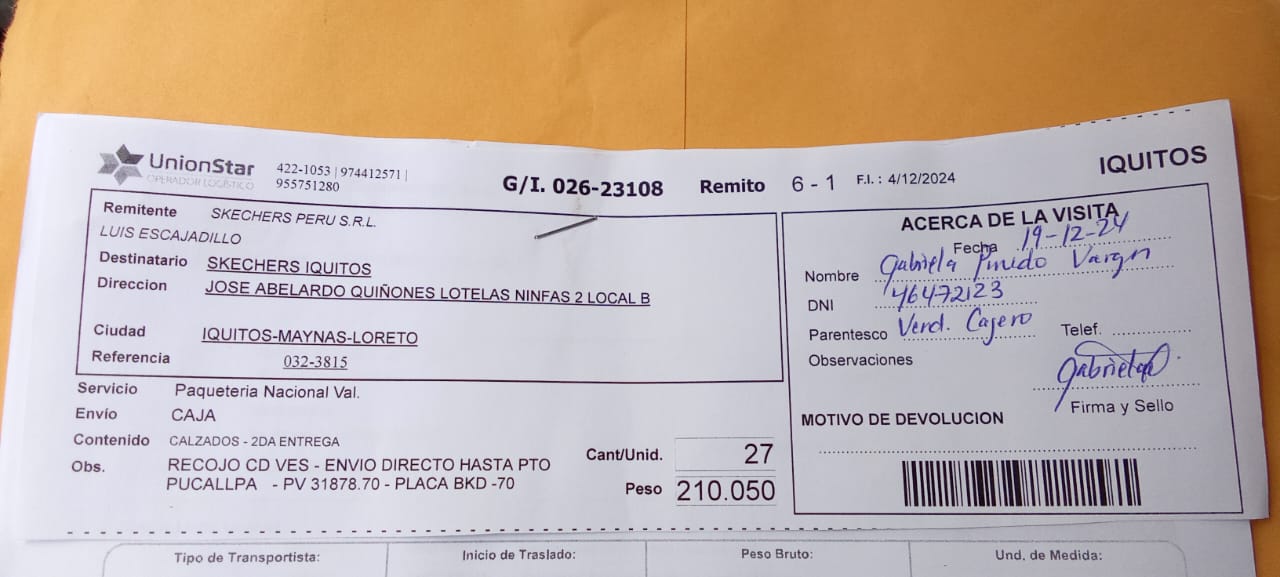 UnionStar
OPERADOR LOGÍSTICO
422-1053 | 974412571 |
955751280
G/I. 026-23108 Remito 6 - 1 F.I. : 4/12/2024
IQUITOS
Remitente SKECHERS PERU S.R.L.
LUIS ESCAJADILLO
Destinatario SKECHERS IQUITOS
Direccion JOSE ABELARDO QUIÑONES LOTELAS NINFAS 2 LOCAL B
Ciudad IQUITOS-MAYNAS-LORETO
Referencia 032-3815
Servicio Paqueteria Nacional Val.
Envío CAJA
Contenido CALZADOS - 2DA ENTREGA
Obs. RECOJO CD VES - ENVIO DIRECTO HASTA PTO
PUCALLPA - PV 31878.70 - PLACA BKD -70
Cant/Unid. 27
Peso 210.050
ACERCA DE LA VISITA
Fecha 19-12-24
Nombre Gabriela Pinedo Vargas
DNI 46472123
Parentesco Vend. Cajero Telef.
Observaciones
Firma y Sello
MOTIVO DE DEVOLUCION
Tipo de Transportista: Inicio de Traslado: Peso Bruto: Und. de Medida: